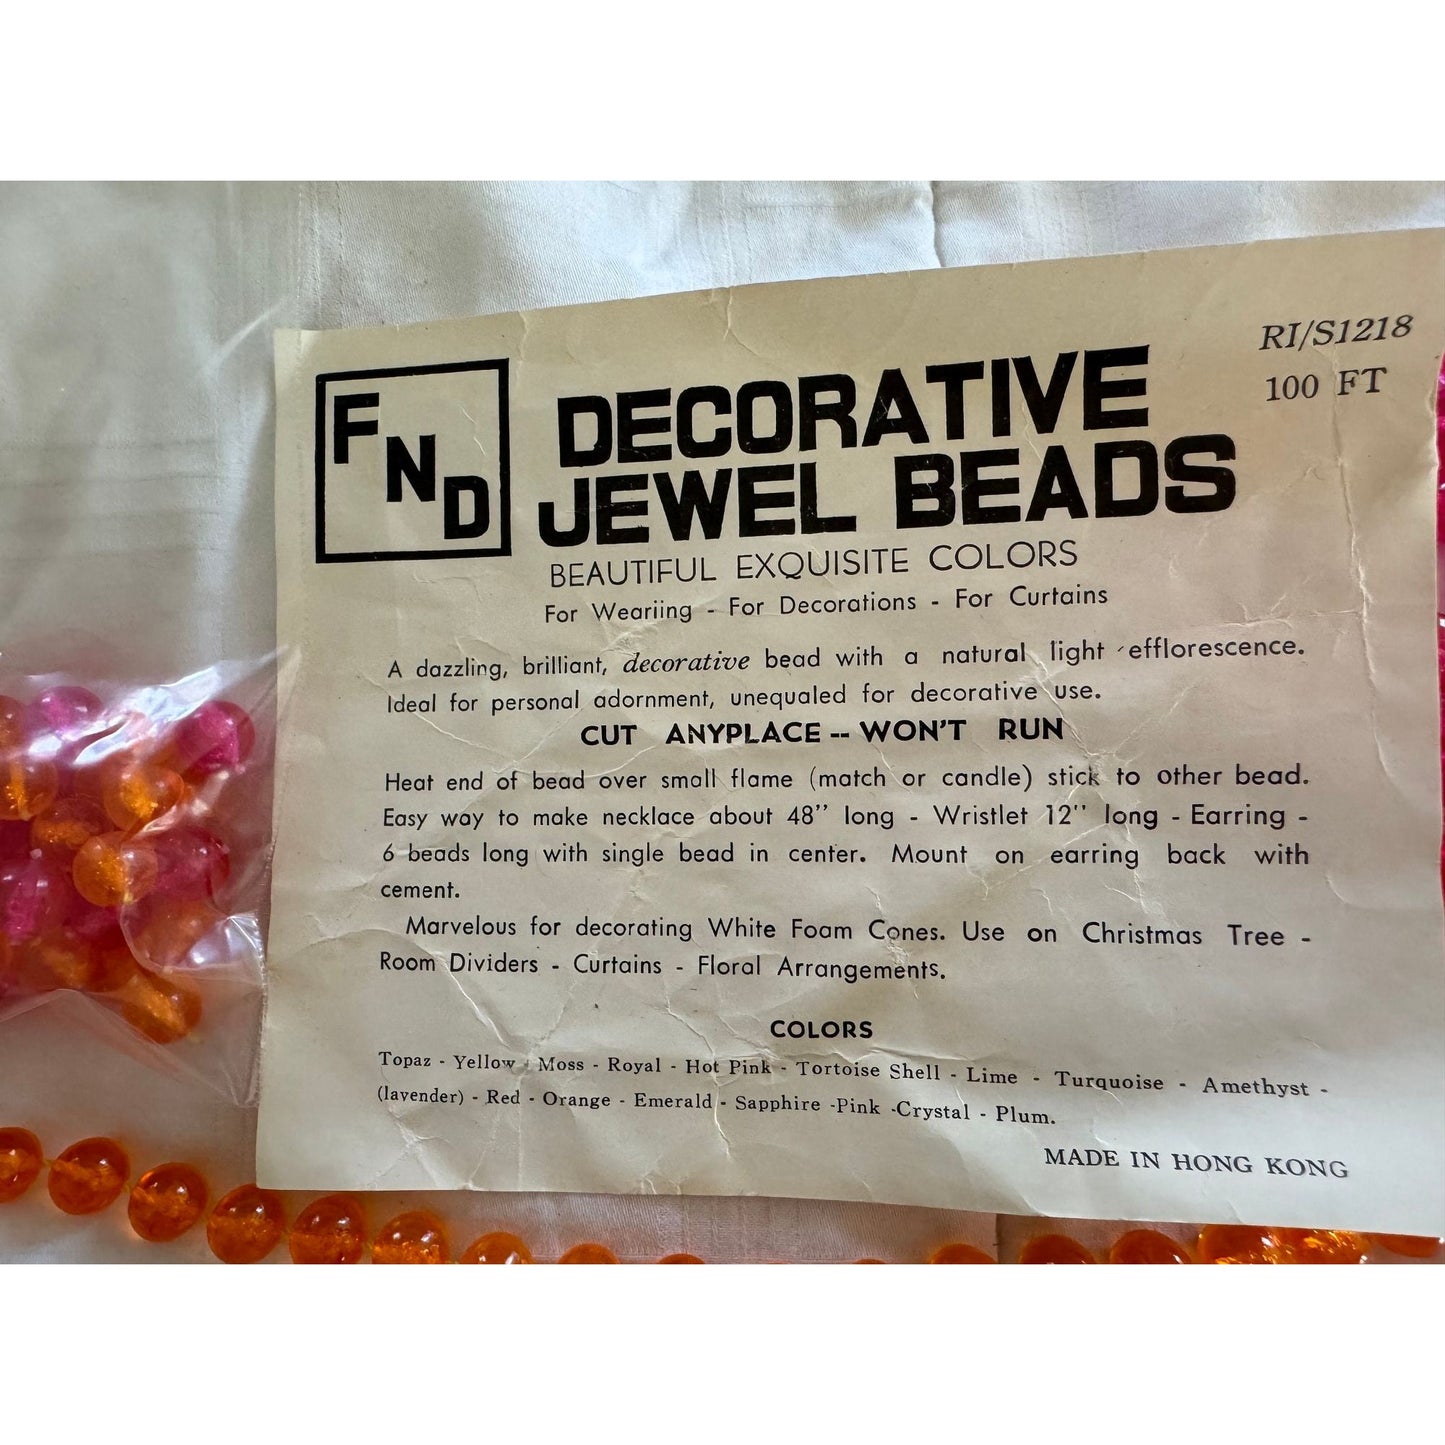 RI/S1218
100 FT
FND
DECORATIVE
JEWEL BEADS
BEAUTIFUL EXQUISITE COLORS
For Weariing - For Decorations - For Curtains
A dazzling, brilliant, decorative bead with a natural light efflorescence.
Ideal for personal adornment, unequaled for decorative use.
CUT ANYPLACE -- WON'T RUN
Heat end of bead over small flame (match or candle) stick to other bead.
Easy way to make necklace about 48" long - Wristlet 12" long - Earring -
6 beads long with single bead in center. Mount on earring back with
cement.
Marvelous for decorating White Foam Cones. Use on Christmas Tree -
Room Dividers - Curtains - Floral Arrangements.
COLORS
Topaz - Yellow - Moss - Royal - Hot Pink - Tortoise Shell - Lime - Turquoise - Amethyst -
(lavender) - Red - Orange - Emerald - Sapphire -Pink -Crystal - Plum.
MADE IN HONG KONG